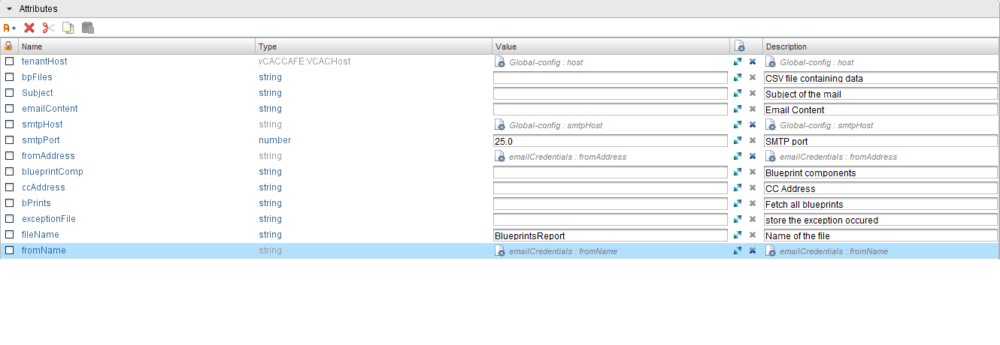 Attributes
A+
Name Type Value Description
tenantHost vCACCAFE:VCACHost Global-config : host Global-config : host
bpFiles string CSV file containing data
Subject string Subject of the mail
emailContent string Email Content
smtpHost string Global-config : smtpHost Global-config : smtpHost
smtpPort number 25.0 SMTP port
fromAddress string emailCredentials : fromAddress emailCredentials : fromAddress
blueprintComp string Blueprint components
ccAddress string CC Address
bPrints string Fetch all blueprints
exceptionFile string store the exception occured
fileName string BlueprintsReport Name of the file
fromName string emailCredentials : fromName emailCredentials : fromName